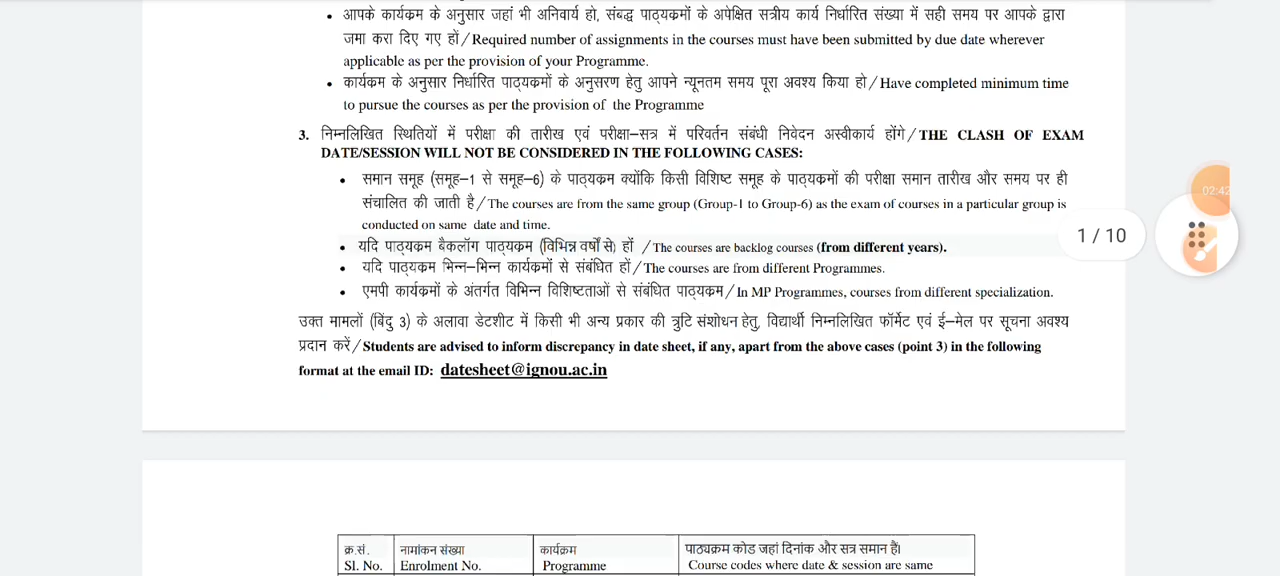 • आपके कार्यक्रम के अनुसार जहां भी अनिवार्य हो, संबद्ध पाठ्यक्रमों के अपेक्षित सत्रीय कार्य निर्धारित संख्या में सही समय पर आपके द्वारा
जमा करा दिए गए हों/Required number of assignments in the courses must have been submitted by due date wherever
applicable as per the provision of your Programme.
• कार्यक्रम के अनुसार निर्धारित पाठ्यक्रमों के अनुसरण हेतु आपने न्यूनतम समय पूरा अवश्य किया हो/Have completed minimum time
to pursue the courses as per the provision of the Programme
3. निम्नलिखित स्थितियों में परीक्षा की तारीख एवं परीक्षा–सत्र में परिवर्तन संबंधी निवेदन अस्वीकार्य होंगे/THE CLASH OF EXAM
DATE/SESSION WILL NOT BE CONSIDERED IN THE FOLLOWING CASES:
• समान समूह (समूह–1 से समूह–6) के पाठ्यक्रम क्योंकि किसी विशिष्ट समूह के पाठ्यक्रमों की परीक्षा समान तारीख और समय पर ही
संचालित की जाती है/The courses are from the same group (Group-1 to Group-6) as the exam of courses in a particular group is
conducted on same date and time.
• यदि पाठ्यक्रम बैकलॉग पाठ्यक्रम (विभिन्न वर्षों से) हों /The courses are backlog courses (from different years).
• यदि पाठ्यक्रम भिन्न–भिन्न कार्यक्रमों से संबंधित हों/The courses are from different Programmes.
• एमपी कार्यक्रमों के अंतर्गत विभिन्न विशिष्टताओं से संबंधित पाठ्यक्रम/In MP Programmes, courses from different specialization.
उक्त मामलों (बिंदु 3) के अलावा डेटशीट में किसी भी अन्य प्रकार की त्रुटि संशोधन हेतु, विद्यार्थी निम्नलिखित फॉर्मेट एवं ई–मेल पर सूचना अवश्य
प्रदान करें/Students are advised to inform discrepancy in date sheet, if any, apart from the above cases (point 3) in the following
format at the email ID: datesheet@ignou.ac.in
02:42
1 / 10
क्र.सं. नामांकन संख्या कार्यक्रम पाठ्यक्रम कोड जहां दिनांक और सत्र समान हैं।
Sl. No. Enrolment No. Programme Course codes where date & session are same